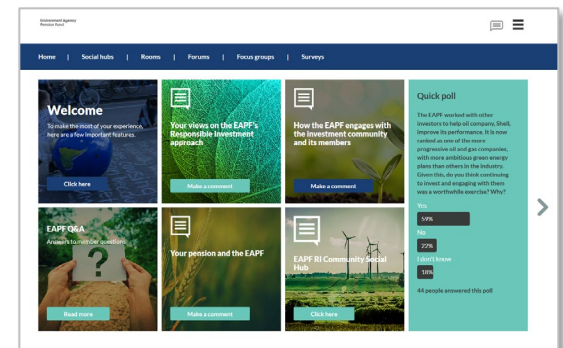 Environment Agency
Pension Fund
Home | Social hubs | Rooms | Forums | Focus groups | Surveys
Welcome
To make the most of your experience,
here are a few important features.
Click here
Your views on the EAPF's
Responsible Investment
approach
Make a comment
How the EAPF engages with
the investment community
and its members
Make a comment
Quick poll
The EAPF worked with other
investors to help oil company, Shell,
improve its performance. It is now
ranked as one of the more
progressive oil and gas companies,
with more ambitious green energy
plans than others in the industry.
Given this, do you think continuing
to invest and engaging with them
was a worthwhile exercise? Why?
Yes
59%
No
22%
I don't know
18%
44 people answered this poll
EAPF Q&A
Answers to member questions
?
Read more
Your pension and the EAPF
Make a comment
EAPF RI Community Social
Hub
Click here